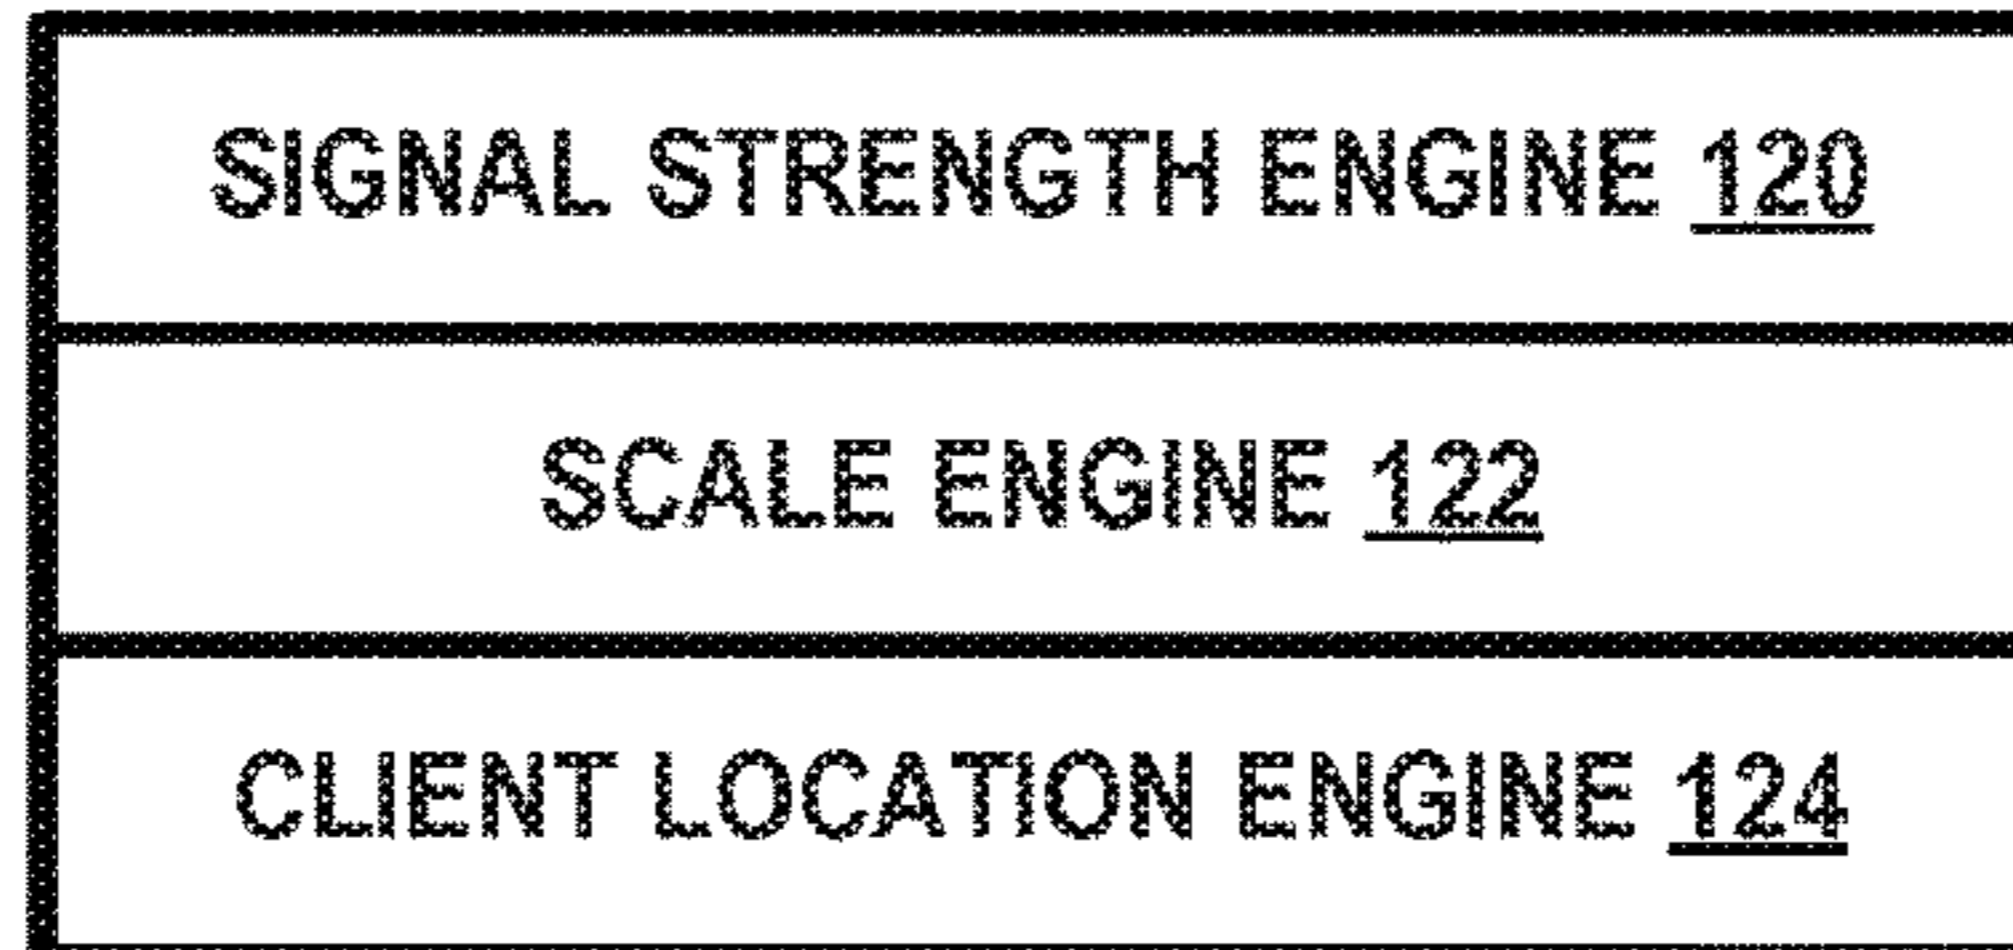 SIGNAL STRENGTH ENGINE 120
SCALE ENGINE 122
CLIENT LOCATION ENGINE 124